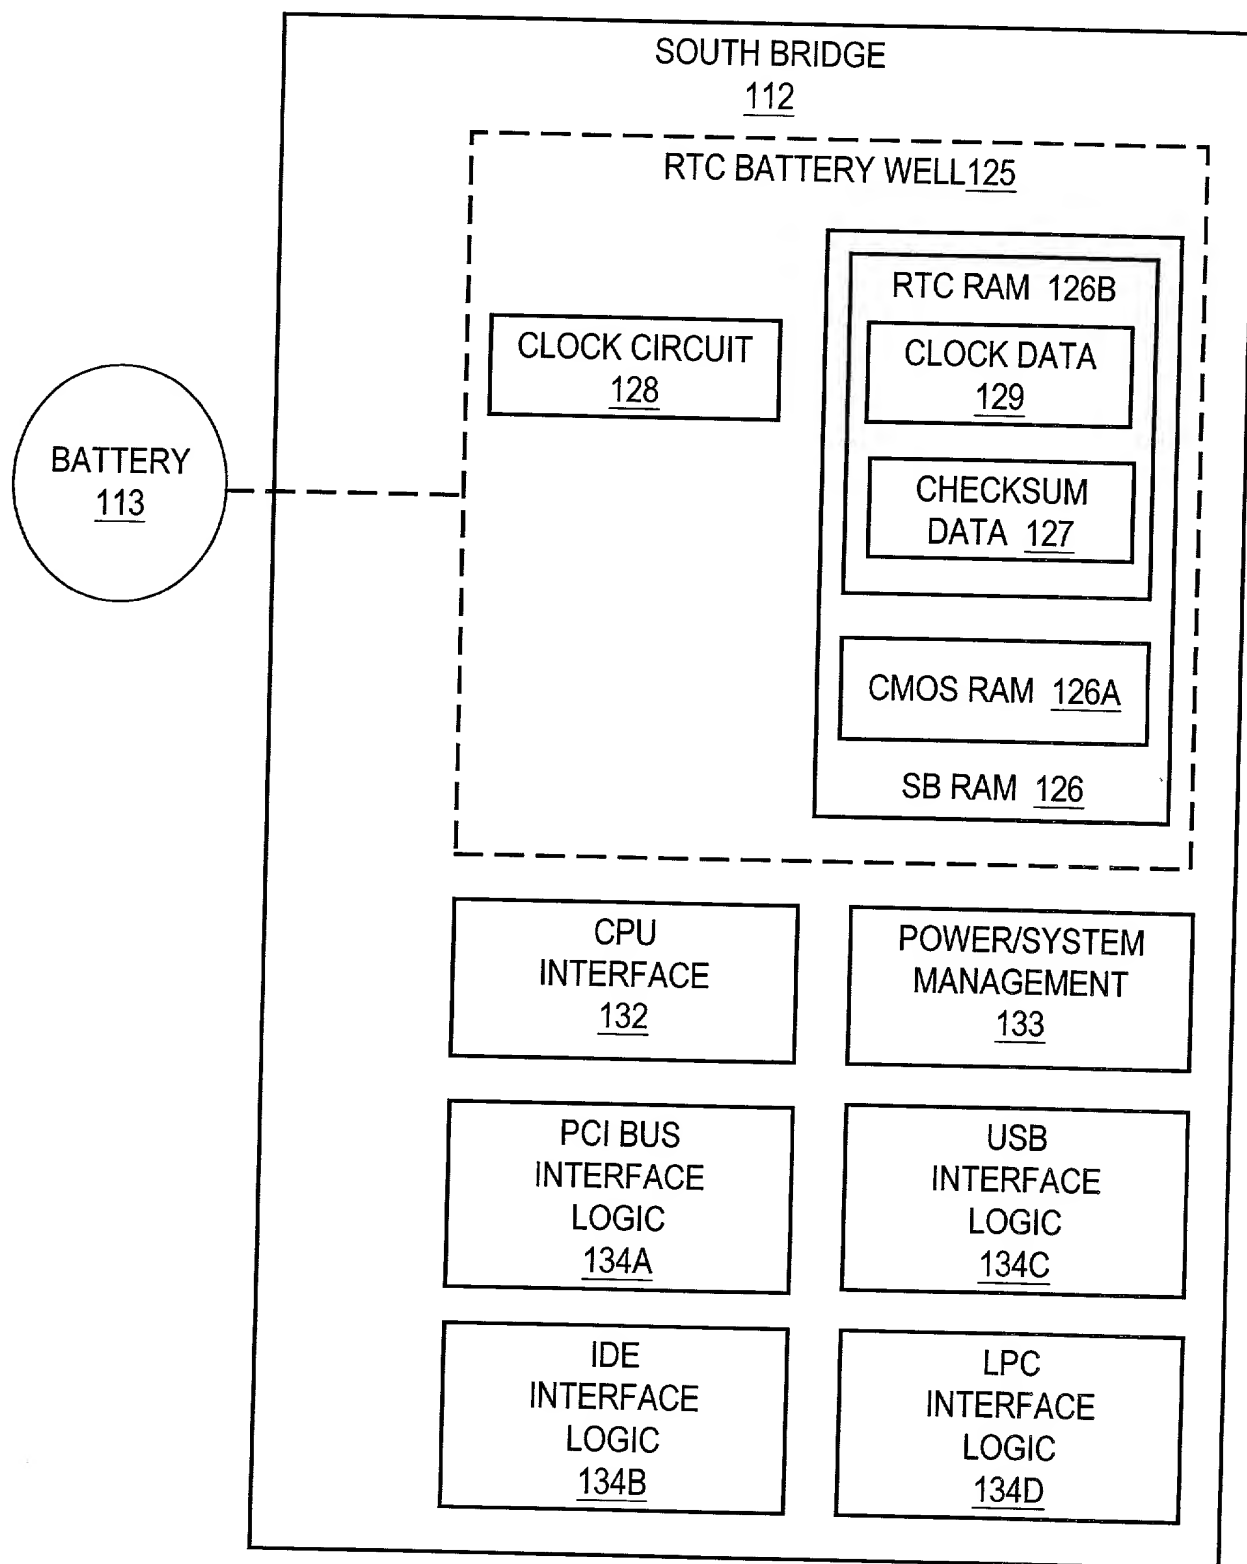 SOUTH BRIDGE
112
RTC BATTERY WELL125
RTC RAM 126B
CLOCK CIRCUIT
128
CLOCK DATA
129
BATTERY
113
CHECKSUM
DATA 127
CMOS RAM 126A
SB RAM 126
CPU
INTERFACE
132
POWER/SYSTEM
MANAGEMENT
133
PCI BUS
INTERFACE
LOGIC
134A
USB
INTERFACE
LOGIC
134C
IDE
INTERFACE
LOGIC
134B
LPC
INTERFACE
LOGIC
134D